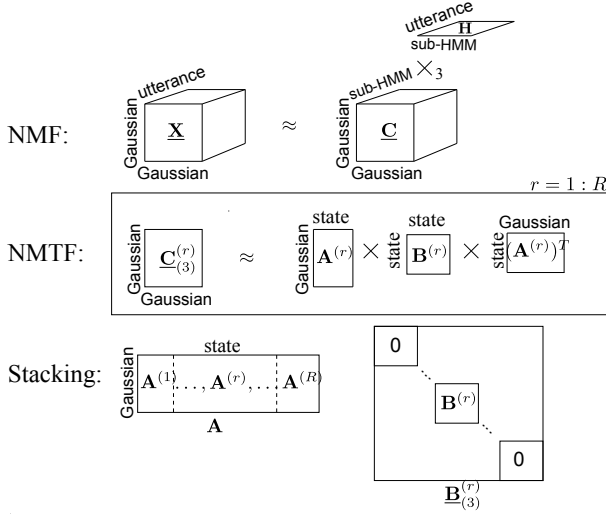 utterance
H
sub-HMM
utterance
sub-HMM ×₃
Gaussian
Gaussian
NMF:
X
≈
C
Gaussian
r = 1 : R
state
state
Gaussian
NMTF:
Gaussian
C₍₃₎⁽ʳ⁾
≈
Gaussian
A⁽ʳ⁾ ×
state
B⁽ʳ⁾ ×
state
(A⁽ʳ⁾)ᵀ
Gaussian
state
Stacking:
Gaussian
A⁽¹⁾ ..., A⁽ʳ⁾, ... A⁽ᴿ⁾
A
0
B⁽ʳ⁾
0
B₍₃₎⁽ʳ⁾